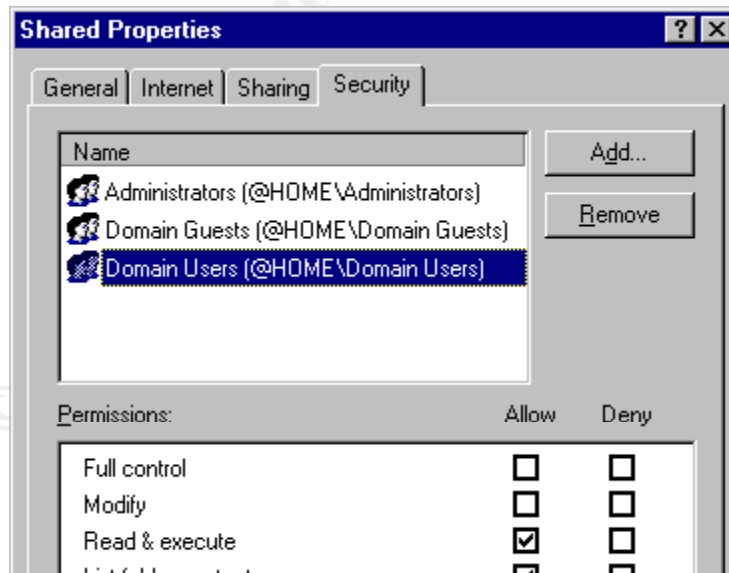 Shared Properties
General Internet Sharing Security
Name
Add...
Administrators (@HOME\Administrators)
Domain Guests (@HOME\Domain Guests)
Remove
Domain Users (@HOME\Domain Users)
Permissions: Allow Deny
Full control
Modify
Read & execute